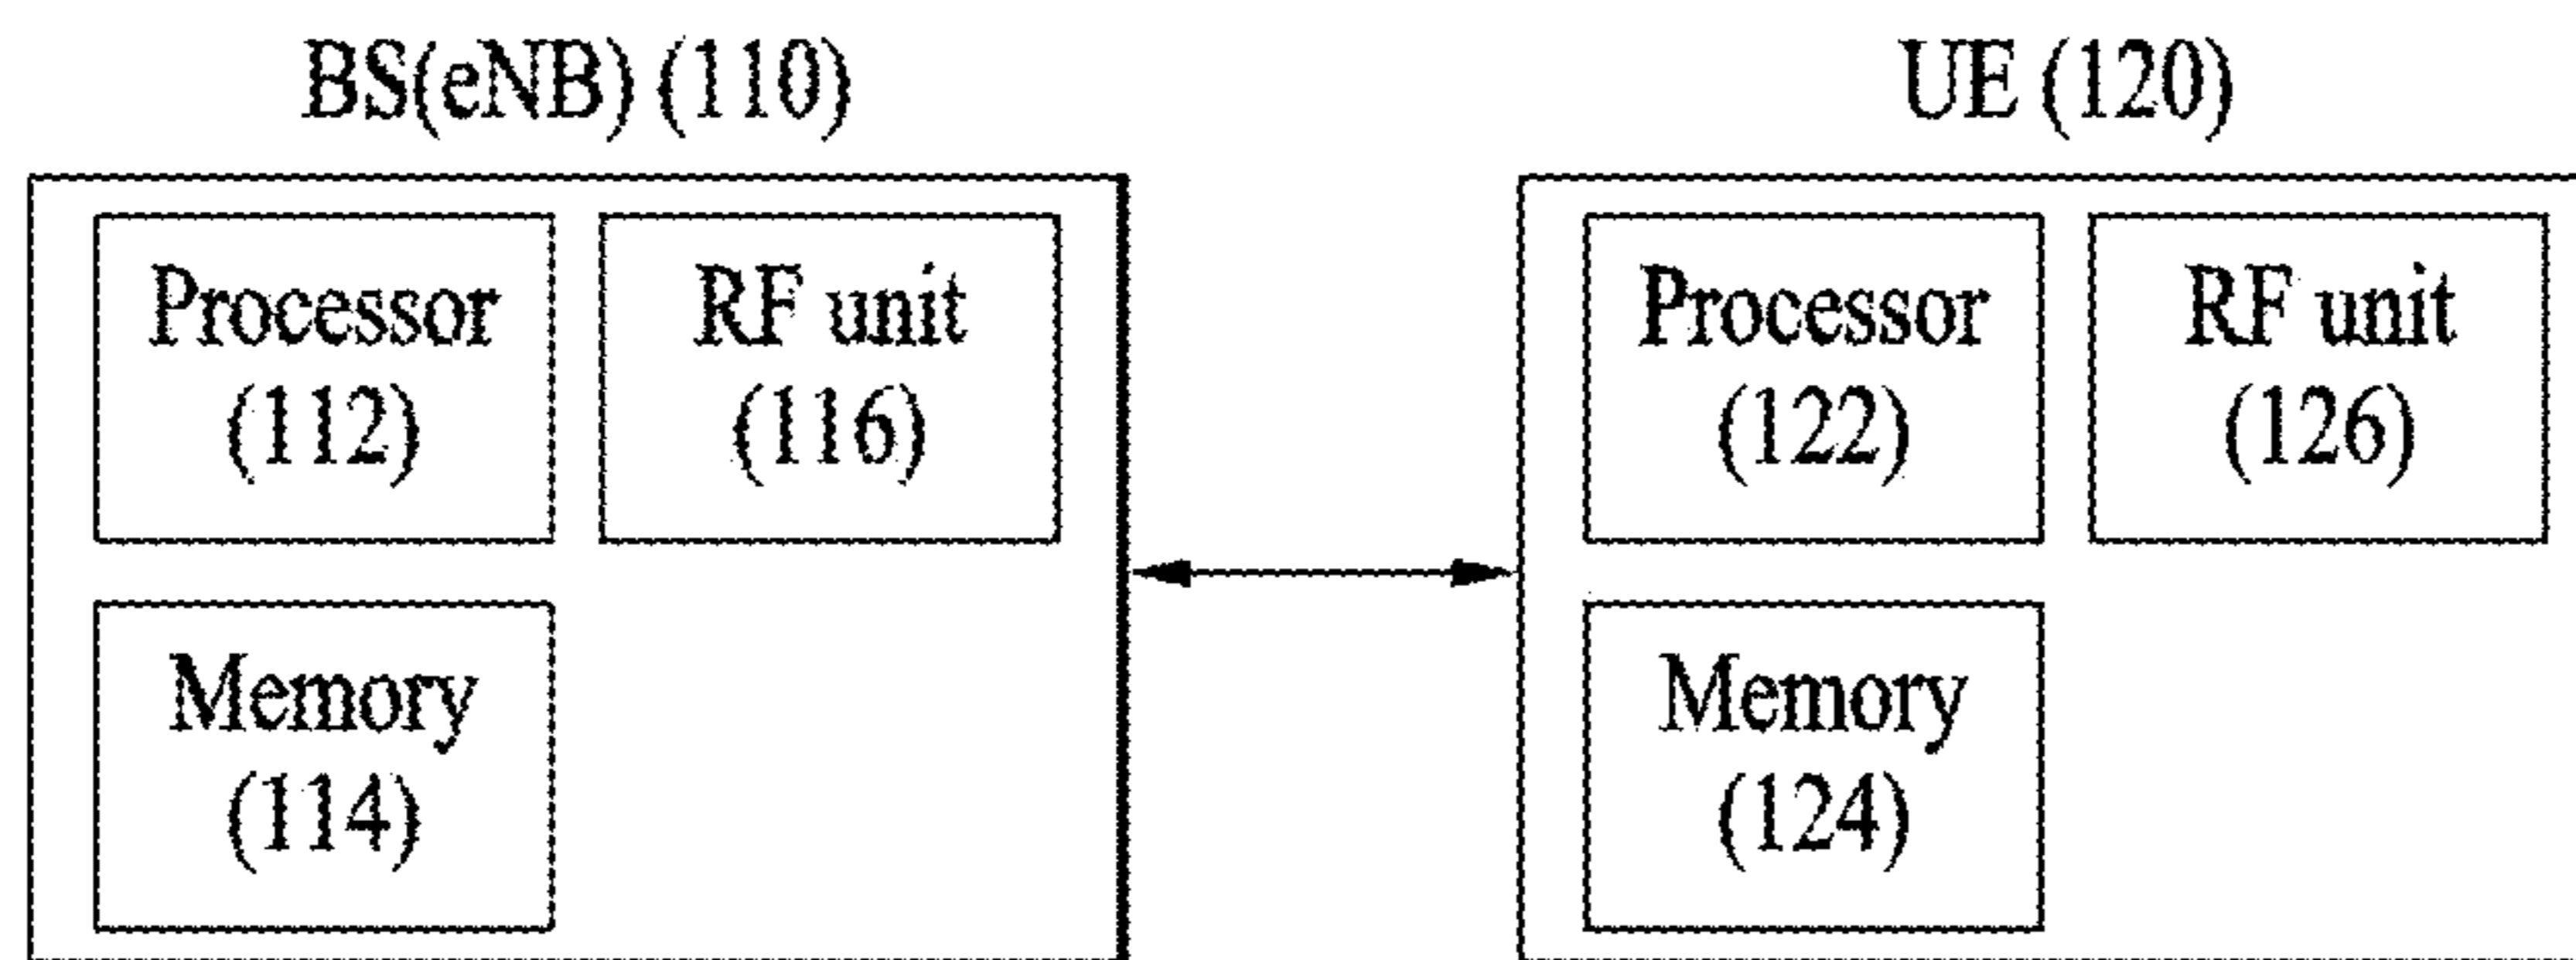 BS(eNB) (110)
Processor
(112)
RF unit
(116)
Memory
(114)
UE (120)
Processor
(122)
RF unit
(126)
Memory
(124)